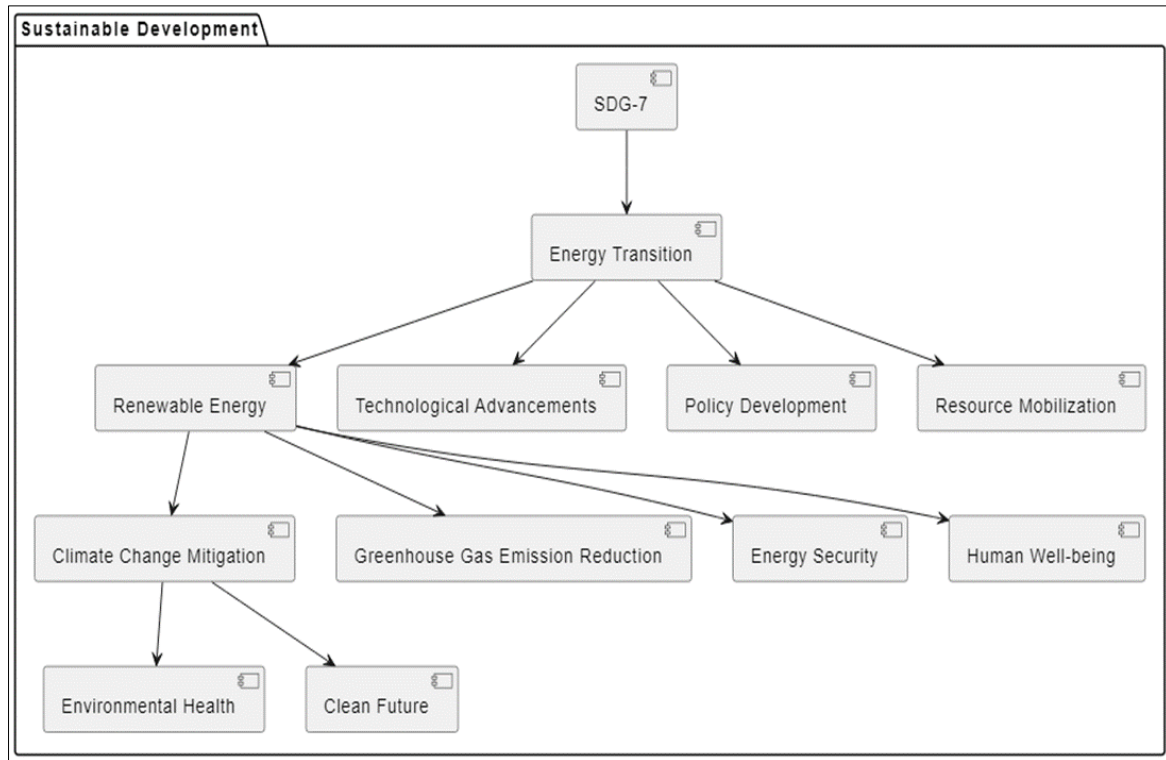 Sustainable Development
SDG-7
Energy Transition
Renewable Energy
Technological Advancements
Policy Development
Resource Mobilization
Climate Change Mitigation
Greenhouse Gas Emission Reduction
Energy Security
Human Well-being
Environmental Health
Clean Future